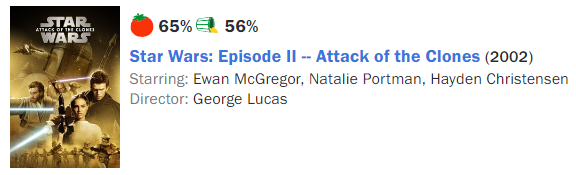 STAR
ATTACK OF THE CLONES
WARS
65% 56%
Star Wars: Episode II -- Attack of the Clones (2002)
Starring: Ewan McGregor, Natalie Portman, Hayden Christensen
Director: George Lucas